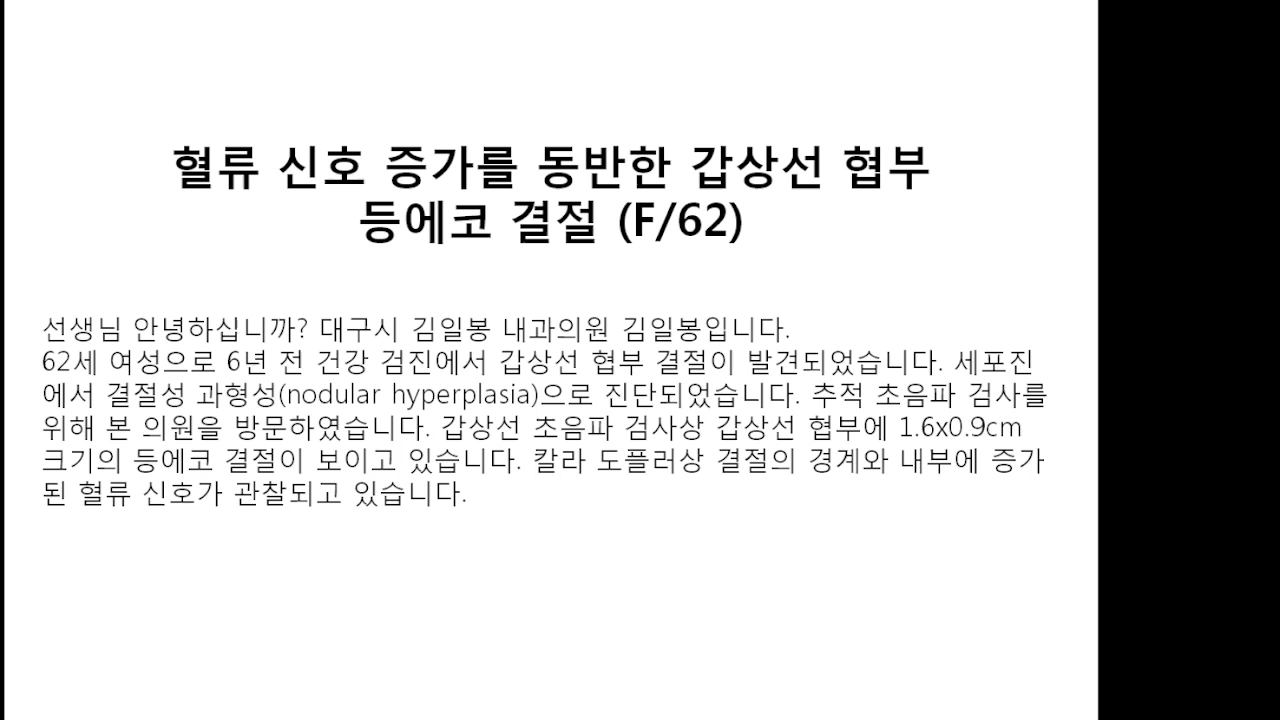 혈류 신호 증가를 동반한 갑상선 협부
등에코 결절 (F/62)
선생님 안녕하십니까? 대구시 김일봉 내과의원 김일봉입니다.
62세 여성으로 6년 전 건강 검진에서 갑상선 협부 결절이 발견되었습니다. 세포진
에서 결절성 과형성(nodular hyperplasia)으로 진단되었습니다. 추적 초음파 검사를
위해 본 의원을 방문하였습니다. 갑상선 초음파 검사상 갑상선 협부에 1.6x0.9cm
크기의 등에코 결절이 보이고 있습니다. 칼라 도플러상 결절의 경계와 내부에 증가
된 혈류 신호가 관찰되고 있습니다.